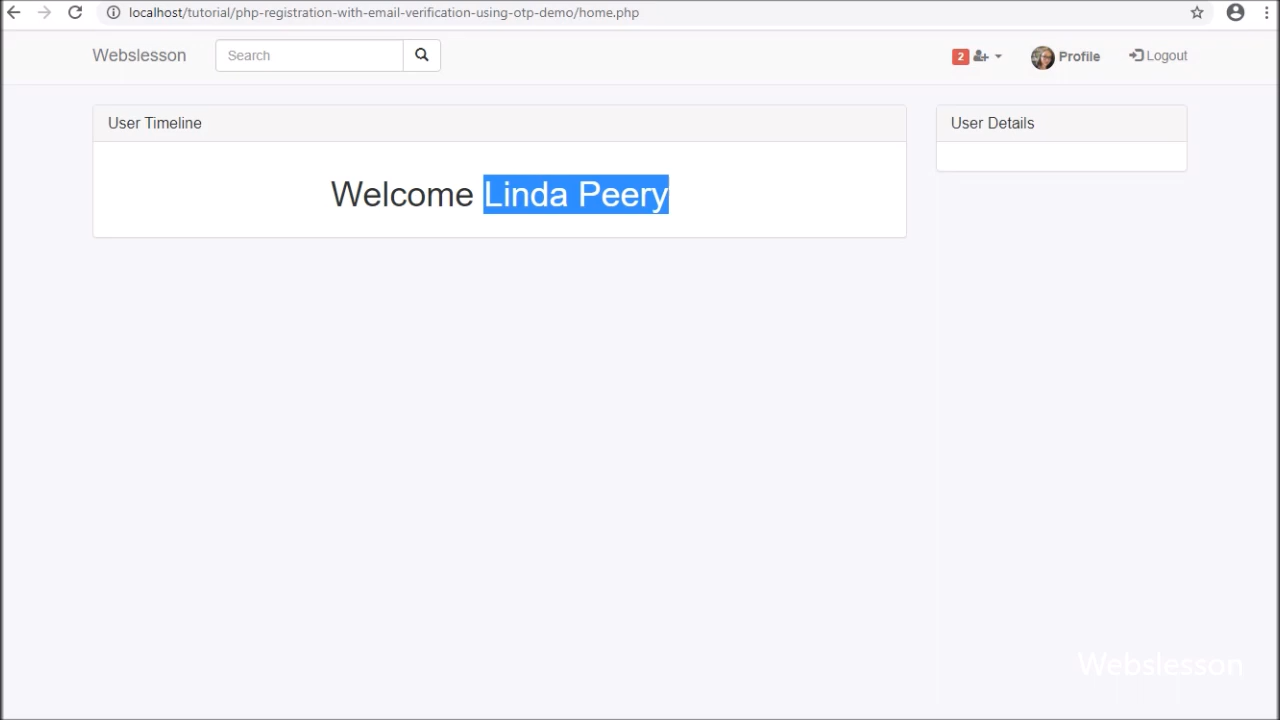 localhost/tutorial/php-registration-with-email-verification-using-otp-demo/home.php
Webslesson
Search
2
Profile
Logout
User Timeline
User Details
Welcome Linda Peery
Webslesson